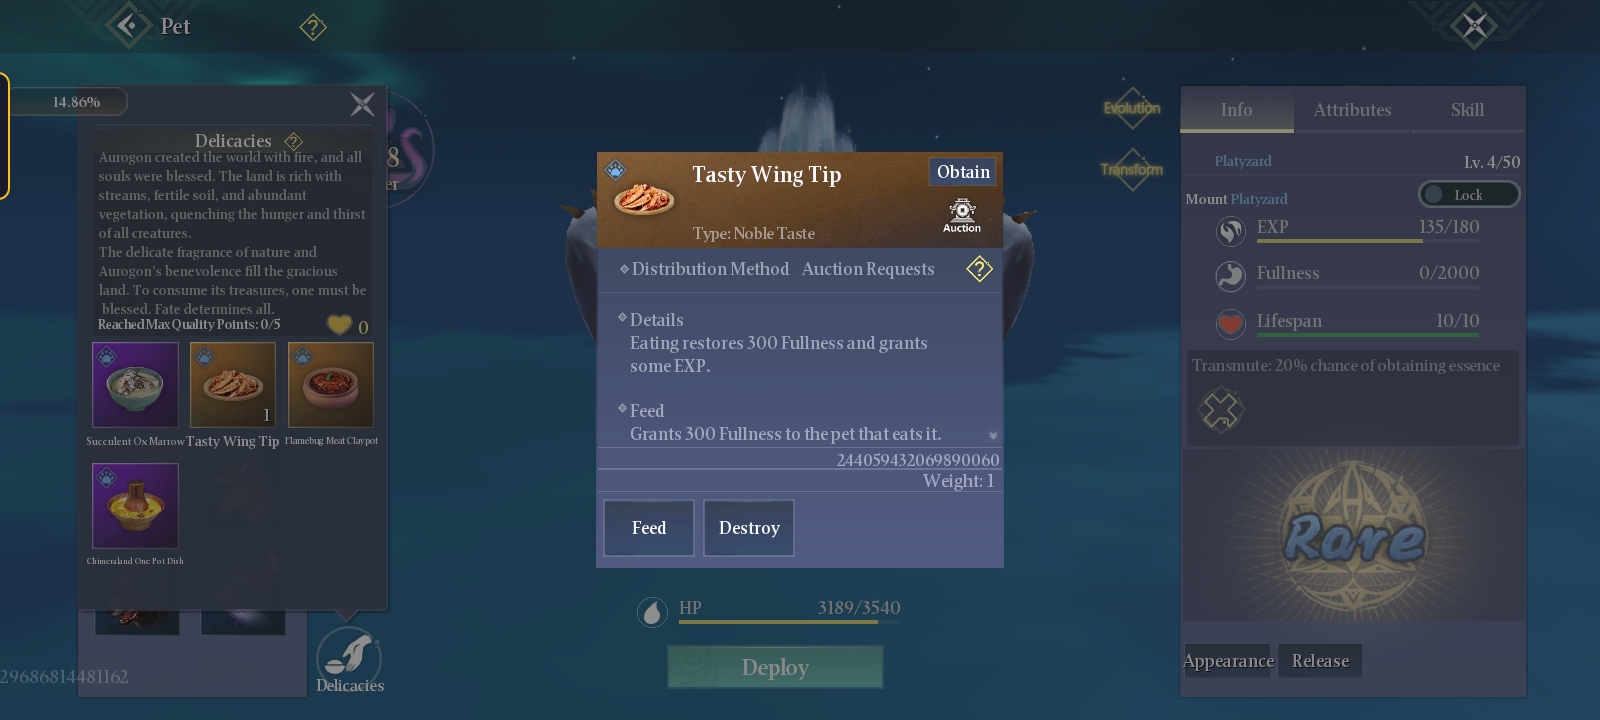 Pet
14.86%
Delicacies
Aurogon created the world with fire, and all
souls were blessed. The land is rich with
streams, fertile soil, and abundant
vegetation, quenching the hunger and thirst
of all creatures.
The delicate fragrance of nature and
Aurogon's benevolence fill the gracious
land. To consume its treasures, one must be
blessed. Fate determines all.
Reached Max Quality Points: 0/5
0
1
Succulent Ox Marrow
Tasty Wing Tip
Flamebug Meat Claypot
Chimeraland One Pot Dish
Delicacies
29686814481162
8
er
Tasty Wing Tip
Obtain
Type: Noble Taste
Auction
Distribution Method Auction Requests
Details
Eating restores 300 Fullness and grants
some EXP.
Feed
Grants 300 Fullness to the pet that eats it.
244059432069890060
Weight: 1
Feed
Destroy
HP 3189/3540
Deploy
Evolution
Transform
Info
Attributes
Skill
Platyzard
Lv. 4/50
Mount Platyzard
Lock
EXP 135/180
Fullness 0/2000
Lifespan 10/10
Transmute: 20% chance of obtaining essence
Rare
Appearance
Release